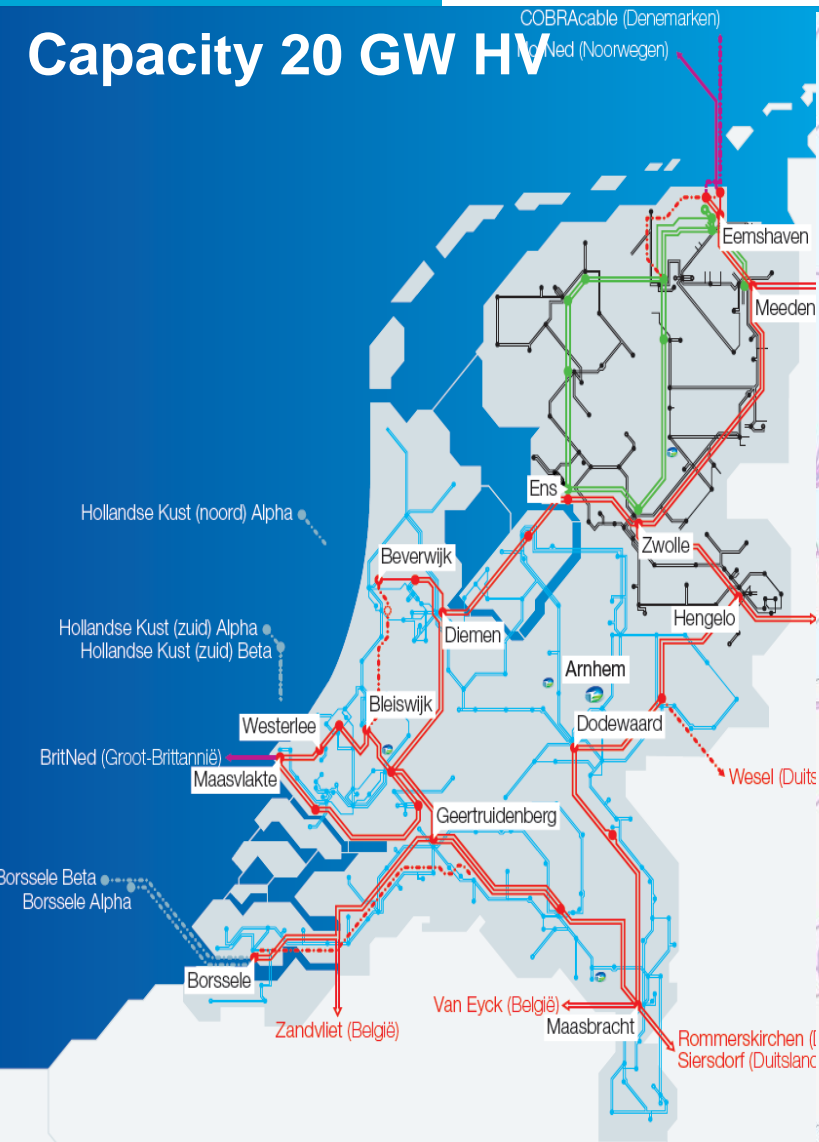 COBRAcable (Denemarken)
Capacity 20 GW HV
Ned (Noorwegen)
Eemshaven
Meeden
Ens
Hollandse Kust (noord) Alpha
Zwolle
Beverwijk
Hengelo
Hollandse Kust (zuid) Alpha
Diemen
Hollandse Kust (zuid) Beta
Arnhem
Bleiswijk
Westerlee
Dodewaard
BritNed (Groot-Brittannië)
Maasvlakte
Wesel (Duits
Geertruidenberg
Borssele Beta
Borssele Alpha
Borssele
Van Eyck (België)
Maasbracht
Zandvliet (België)
Rommerskirchen (
Siersdorf (Duitsland